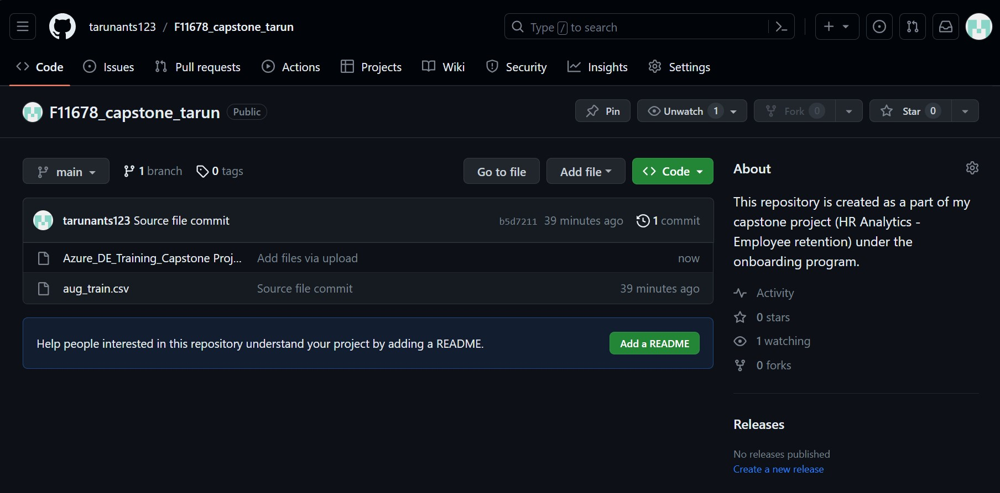 tarunants123 / F11678_capstone_tarun
Type / to search
Code Issues Pull requests Actions Projects Wiki Security Insights Settings
F11678_capstone_tarun Public
Pin Unwatch 1 Fork 0 Star 0
main 1 branch 0 tags Go to file Add file Code
tarunants123 Source file commit b5d7211 39 minutes ago 1 commit
Azure_DE_Training_Capstone Proj... Add files via upload now
aug_train.csv Source file commit 39 minutes ago
Help people interested in this repository understand your project by adding a README. Add a README
About
This repository is created as a part of my
capstone project (HR Analytics -
Employee retention) under the
onboarding program.
Activity
0 stars
1 watching
0 forks
Releases
No releases published
Create a new release